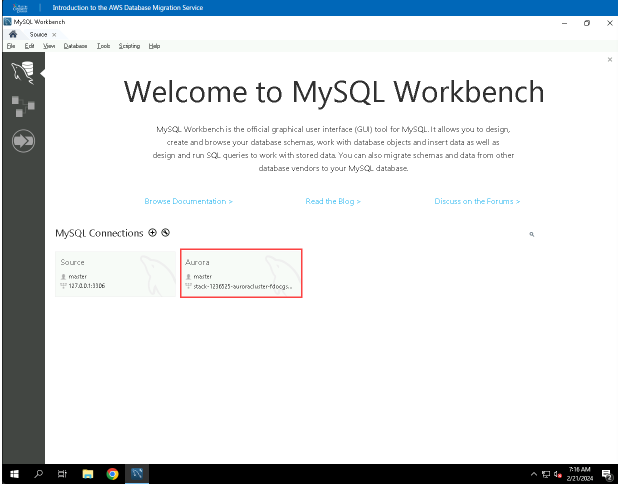 Introduction to the AWS Database Migration Service
MySQL Workbench
Source ×
File Edit View Database Tools Scripting Help
Welcome to MySQL Workbench
MySQL Workbench is the official graphical user interface (GUI) tool for MySQL. It allows you to design,
create and browse your database schemas, work with database objects and insert data as well as
design and run SQL queries to work with stored data. You can also migrate schemas and data from other
database vendors to your MySQL database.
Browse Documentation > Read the Blog > Discuss on the Forums >
MySQL Connections
Source Aurora
master master
127.0.0.1:3306 stack-1236525-auroracluster-fdocgs...
7:16 AM
2/21/2024
2